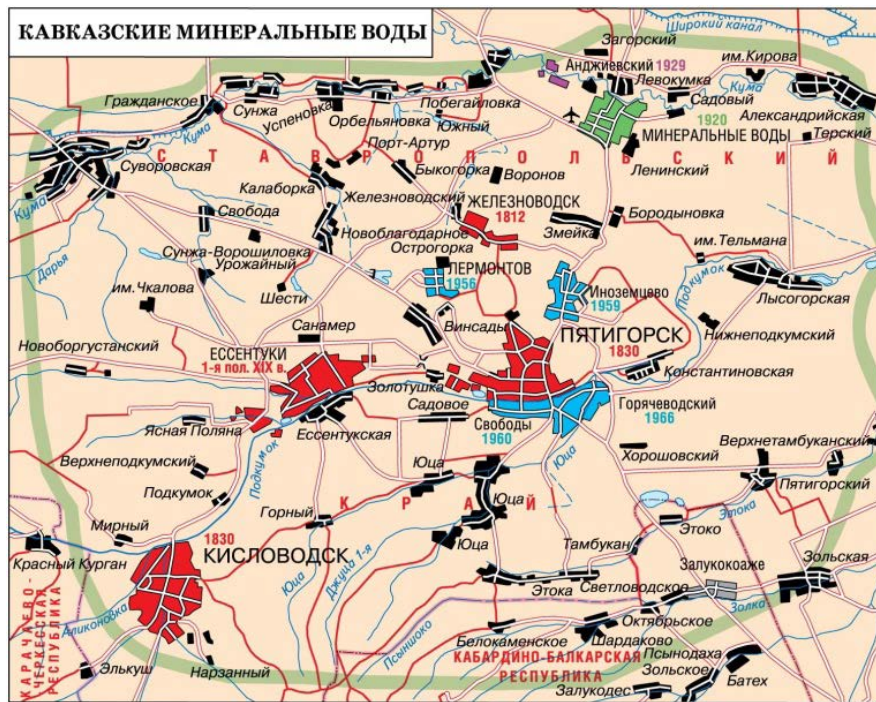 КАВКАЗСКИЕ МИНЕРАЛЬНЫЕ ВОДЫ
Широкий канал
Загорский
Анджиевский 1929
им.Кирова
Левокумка
Кума
Гражданское
Сунжа
Успеновка
Орбельяновка
Побегайловка
Южный
Садовый
1920
Александрийская
Кума
МИНЕРАЛЬНЫЕ ВОДЫ
Терский
Порт-Артур
СТАВРОПОЛЬСКИЙ
Суворовская
Быкогорка
Воронов
Ленинский
Калаборка
Железноводский
ЖЕЛЕЗНОВОДСК
1812
Кума
Свобода
Новоблагодарное
Змейка
Бородыновка
Острогорка
Сунжа-Ворошиловка
им.Тельмана
Дарья
Урожайный
ЛЕРМОНТОВ
1956
Подкумок
им.Чкалова
Шести
Иноземцево
1959
Лысогорская
Санамер
Винсады
ПЯТИГОРСК
1830
Нижнеподкумский
Новоборгустанский
ЕССЕНТУКИ
1-я пол. XIX в.
Золотушка
Константиновская
Садовое
Свободы
1960
Горячеводский
1966
Ясная Поляна
Ессентукская
Подкумок
Юца
Юца
Хорошовский
Верхнетамбуканский
Верхнеподкумский
Пятигорский
Подкумок
Юца
КРАЙ
Этока
Мирный
Горный
Этоко
1830
КИСЛОВОДСК
Юца
Тамбукан
Красный Курган
Юца
Джуца 1-я
Залукокоаже
Зольская
Этока
Светловодское
КАРАЧАЕВО-
ЧЕРКЕССКАЯ
РЕСПУБЛИКА
Аликоновка
Золка
Октябрьское
Псыншоко
Белокаменское
Шардаково
Псынодаха
КАБАРДИНО-БАЛКАРСКАЯ
РЕСПУБЛИКА
Элькуш
Нарзанный
Зольское
Батех
Залукодес